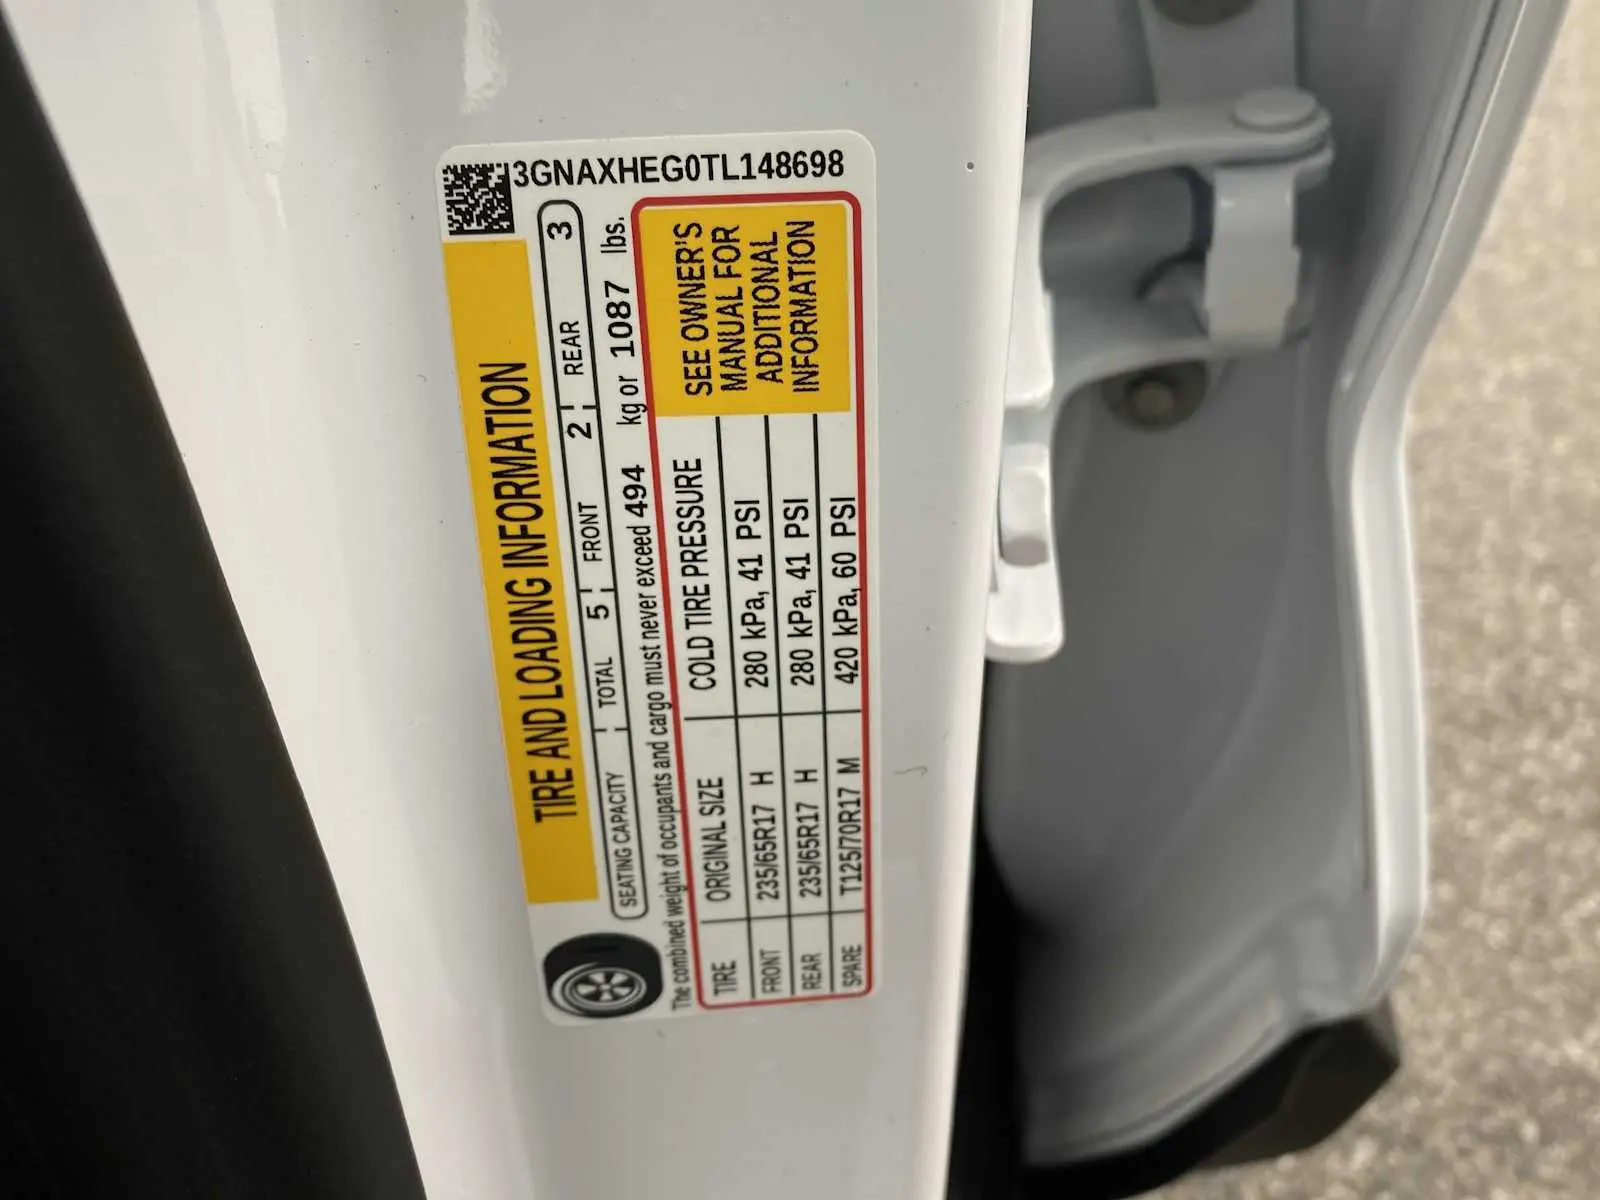 3GNAXHEG0TL148698
TIRE AND LOADING INFORMATION
SEATING CAPACITY TOTAL 5 FRONT 2 REAR 3
The combined weight of occupants and cargo must never exceed 494 kg or 1087 lbs.
TIRE ORIGINAL SIZE COLD TIRE PRESSURE
FRONT 235/65R17 H 280 kPa, 41 PSI
REAR 235/65R17 H 280 kPa, 41 PSI
SPARE T125/70R17 M 420 kPa, 60 PSI
SEE OWNER'S
MANUAL FOR
ADDITIONAL
INFORMATION